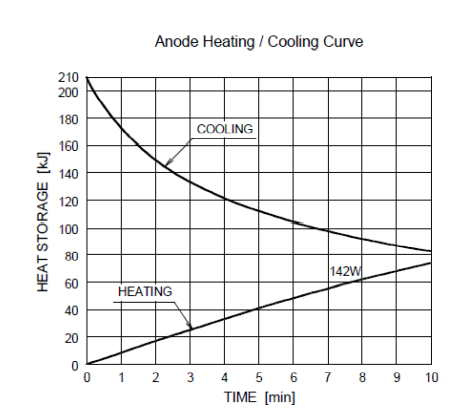 Anode Heating / Cooling Curve
HEAT STORAGE [kJ]
210
200
180
160
140
120
100
80
60
40
20
0
COOLING
142W
HEATING
0 1 2 3 4 5 6 7 8 9 10
TIME [min]